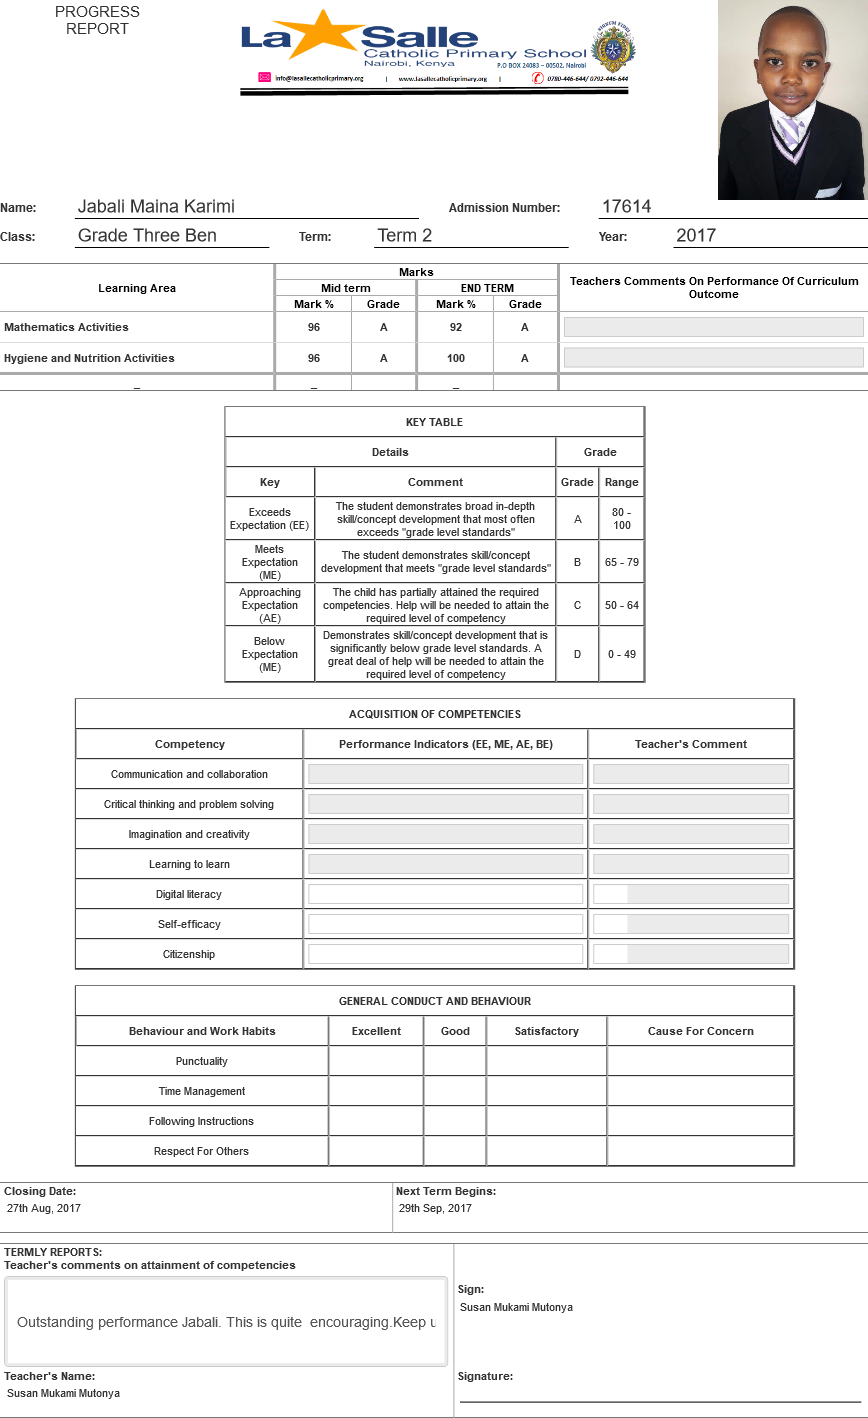 PROGRESS
REPORT
La Salle
Catholic Primary School
Nairobi, Kenya
P.O BOX 24083 – 00502, Nairobi
info@lasallecatholicprimary.org | www.lasallecatholicprimary.org | 0780-446-644/ 0792-446-644
Name: Jabali Maina Karimi Admission Number: 17614
Class: Grade Three Ben Term: Term 2 Year: 2017
Learning Area Marks Teachers Comments On Performance Of Curriculum Outcome
Mid term END TERM
Mark % Grade Mark % Grade
Mathematics Activities 96 A 92 A
Hygiene and Nutrition Activities 96 A 100 A
_ _ _
KEY TABLE
Details Grade
Key Comment Grade Range
Exceeds Expectation (EE) The student demonstrates broad in-depth skill/concept development that most often exceeds "grade level standards" A 80 - 100
Meets Expectation (ME) The student demonstrates skill/concept development that meets "grade level standards" B 65 - 79
Approaching Expectation (AE) The child has partially attained the required competencies. Help will be needed to attain the required level of competency C 50 - 64
Below Expectation (ME) Demonstrates skill/concept development that is significantly below grade level standards. A great deal of help will be needed to attain the required level of competency D 0 - 49
ACQUISITION OF COMPETENCIES
Competency Performance Indicators (EE, ME, AE, BE) Teacher's Comment
Communication and collaboration
Critical thinking and problem solving
Imagination and creativity
Learning to learn
Digital literacy
Self-efficacy
Citizenship
GENERAL CONDUCT AND BEHAVIOUR
Behaviour and Work Habits Excellent Good Satisfactory Cause For Concern
Punctuality
Time Management
Following Instructions
Respect For Others
Closing Date: Next Term Begins:
27th Aug, 2017 29th Sep, 2017
TERMLY REPORTS:
Teacher's comments on attainment of competencies
Sign:
Susan Mukami Mutonya
Outstanding performance Jabali. This is quite encouraging.Keep
Teacher's Name: Signature:
Susan Mukami Mutonya